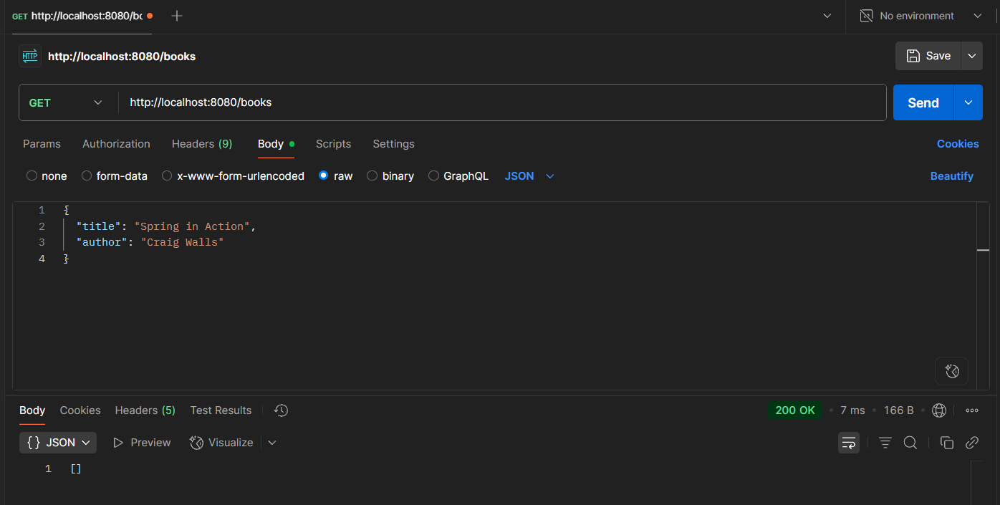 GET http://localhost:8080/bo
No environment
HTTP http://localhost:8080/books
Save
GET http://localhost:8080/books
Send
Params Authorization Headers (9) Body Scripts Settings Cookies
none form-data x-www-form-urlencoded raw binary GraphQL JSON Beautify
1 {
2 "title": "Spring in Action",
3 "author": "Craig Walls"
4 }
Body Cookies Headers (5) Test Results 200 OK • 7 ms • 166 B •
{} JSON Preview Visualize
1 []